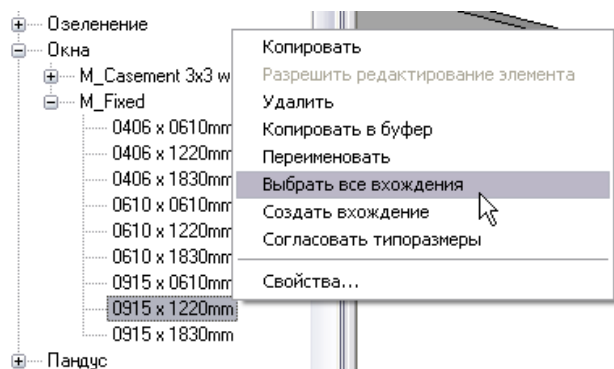 Озеленение
Окна
M_Casement 3x3 w
M_Fixed
0406 x 0610mm
0406 x 1220mm
0406 x 1830mm
0610 x 0610mm
0610 x 1220mm
0610 x 1830mm
0915 x 0610mm
0915 x 1220mm
0915 x 1830mm
Пандус
Копировать
Разрешить редактирование элемента
Удалить
Копировать в буфер
Переименовать
Выбрать все вхождения
Создать вхождение
Согласовать типоразмеры
Свойства...